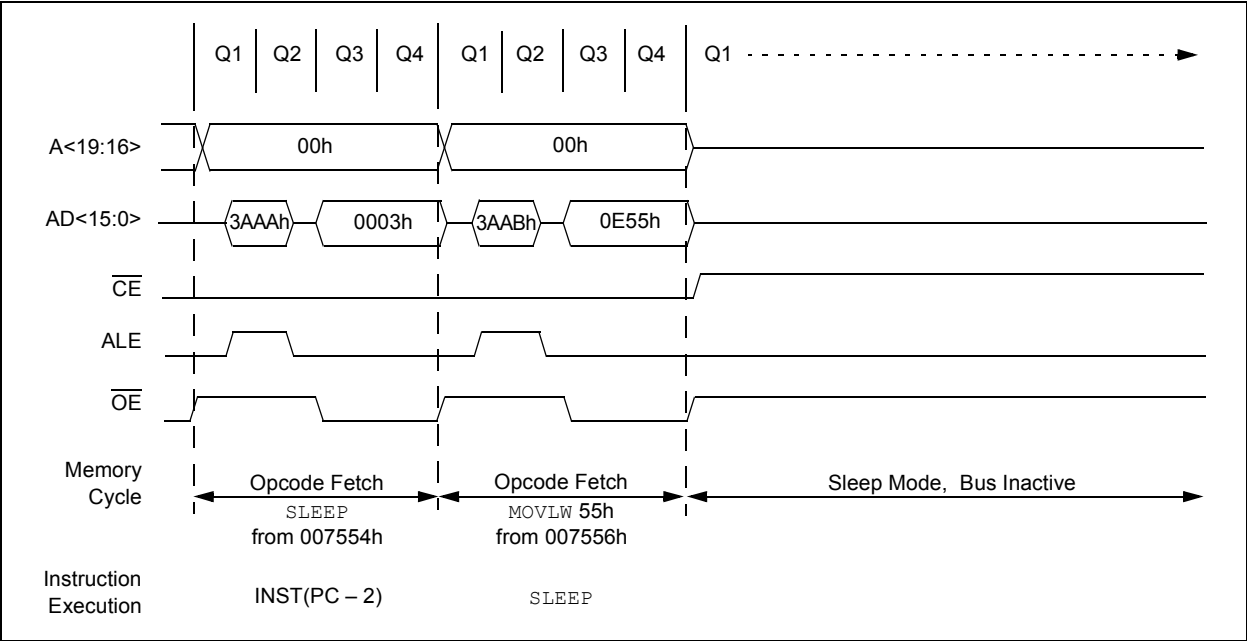 Q1 Q2 Q3 Q4 Q1 Q2 Q3 Q4 Q1
A<19:16> 00h 00h
AD<15:0> 3AAAh 0003h 3AABh 0E55h
CE
ALE
OE
Memory
Cycle
Opcode Fetch
SLEEP
from 007554h
Opcode Fetch
MOVLW 55h
from 007556h
Sleep Mode, Bus Inactive
Instruction
Execution
INST(PC – 2)
SLEEP